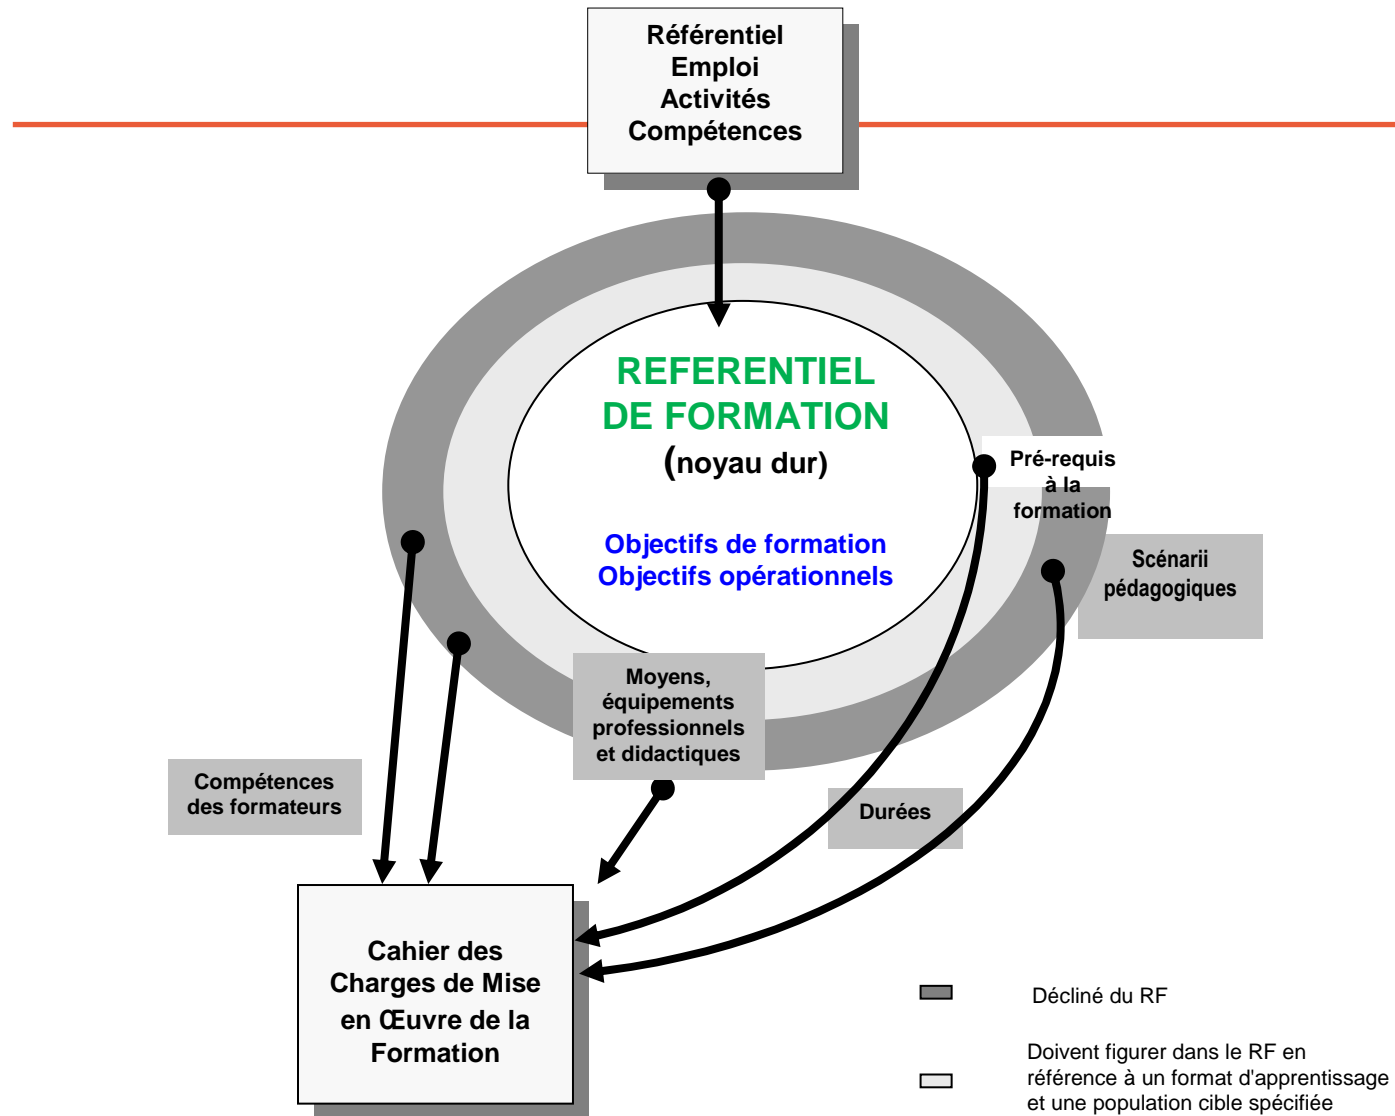 Référentiel
Emploi
Activités
Compétences
REFERENTIEL
DE FORMATION
(noyau dur)
Objectifs de formation
Objectifs opérationnels
Pré-requis
à la
formation
Scénarii
pédagogiques
Moyens,
équipements
professionnels
et didactiques
Compétences
des formateurs
Durées
Cahier des
Charges de Mise
en Œuvre de la
Formation
Décliné du RF
Doivent figurer dans le RF en
référence à un format d'apprentissage
et une population cible spécifiée